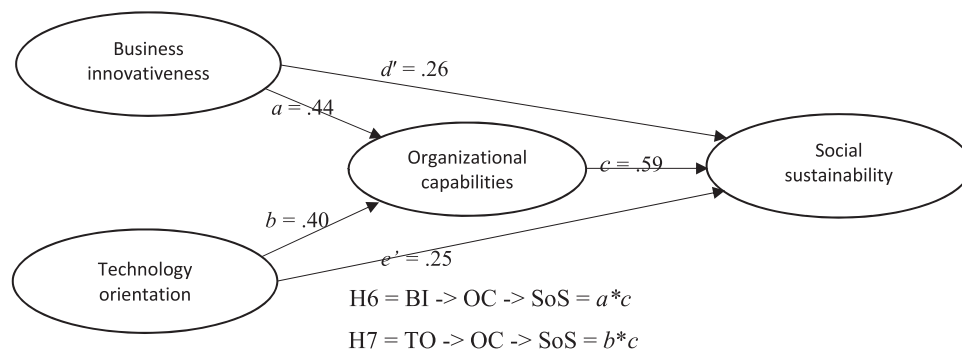 Business
innovativeness
d' = .26
a = .44
Organizational
capabilities
c = .59
Social
sustainability
b = .40
Technology
orientation
e’ = .25
H6 = BI -> OC -> SoS = a*c
H7 = TO -> OC -> SoS = b*c